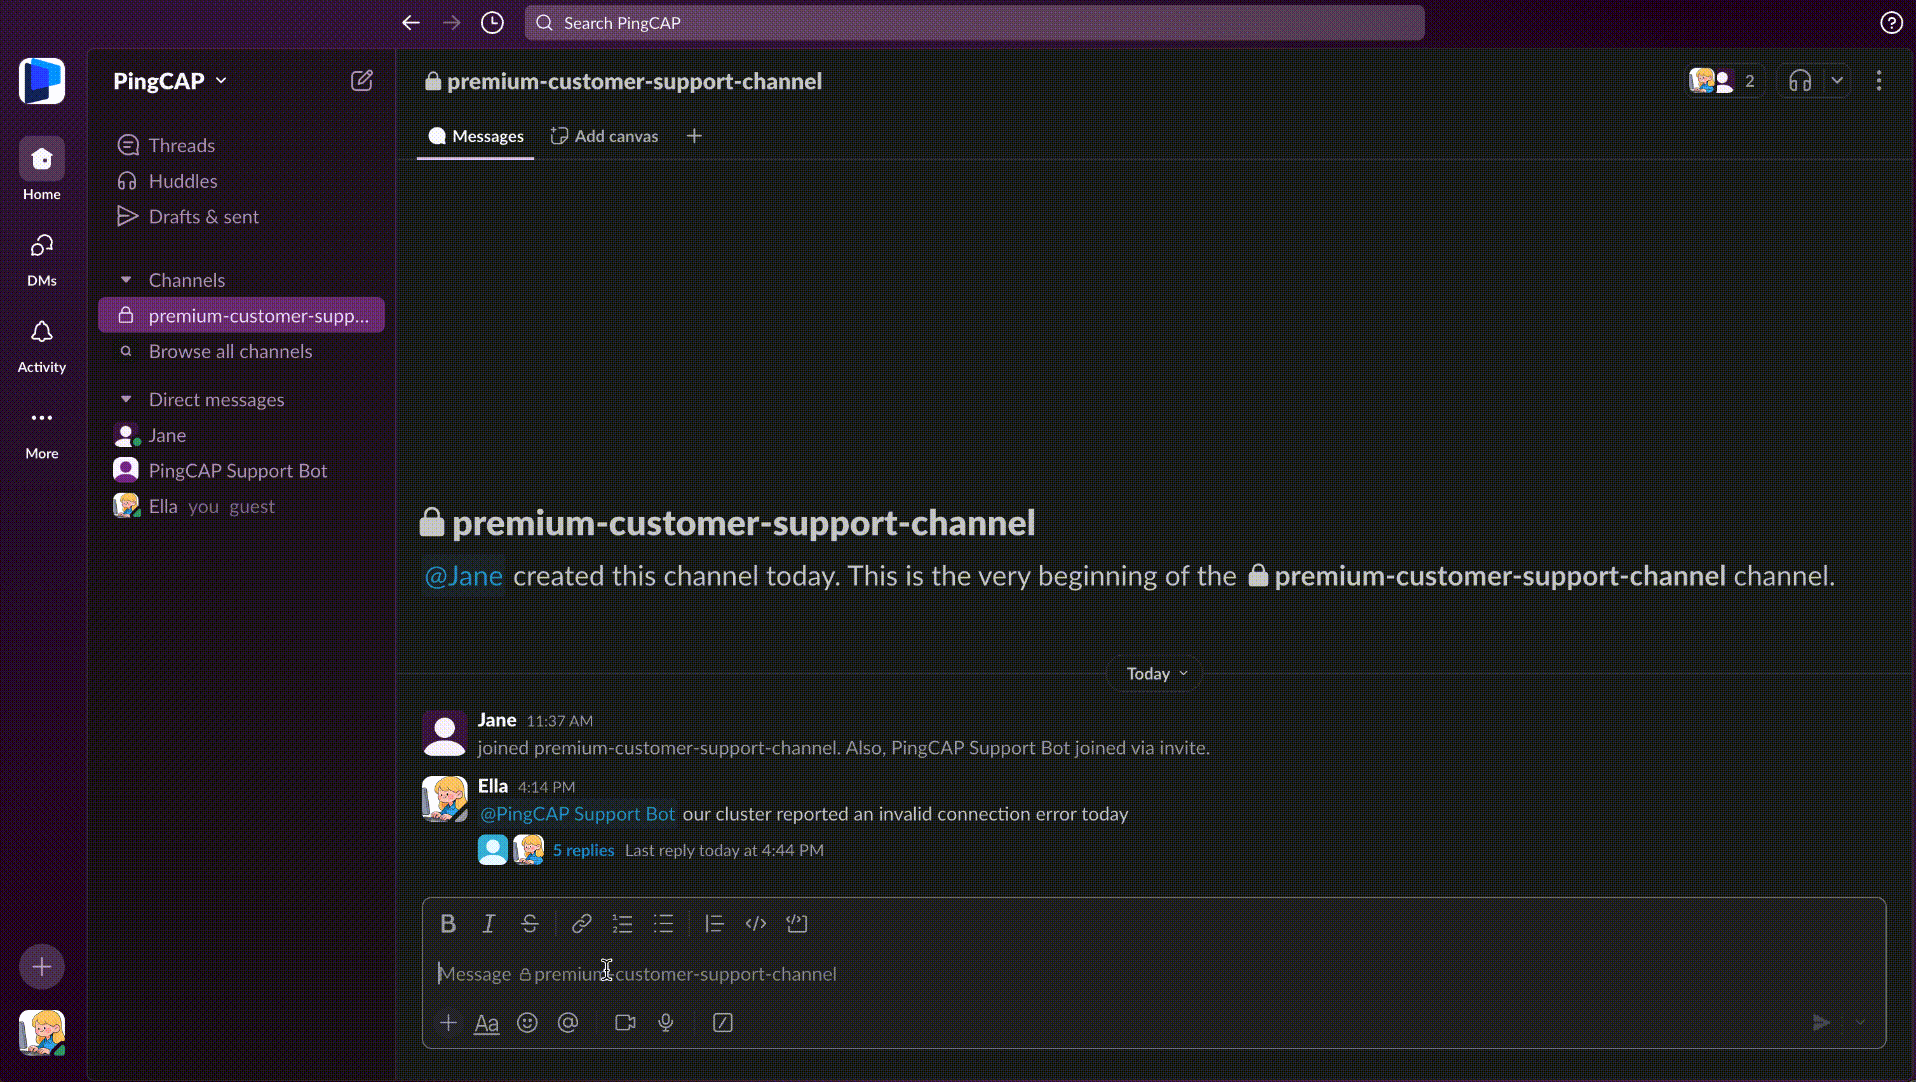 Search PingCAP
PingCAP
premium-customer-support-channel
2
Messages
Add canvas
Threads
Huddles
Drafts & sent
Home
DMs
Activity
More
Channels
premium-customer-supp...
Browse all channels
Direct messages
Jane
PingCAP Support Bot
Ella you guest
premium-customer-support-channel
@Jane created this channel today. This is the very beginning of the premium-customer-support-channel channel.
Today
Jane 11:37 AM
joined premium-customer-support-channel. Also, PingCAP Support Bot joined via invite.
Ella 4:14 PM
@PingCAP Support Bot our cluster reported an invalid connection error today
5 replies Last reply today at 4:44 PM
Message premium-customer-support-channel
Aa